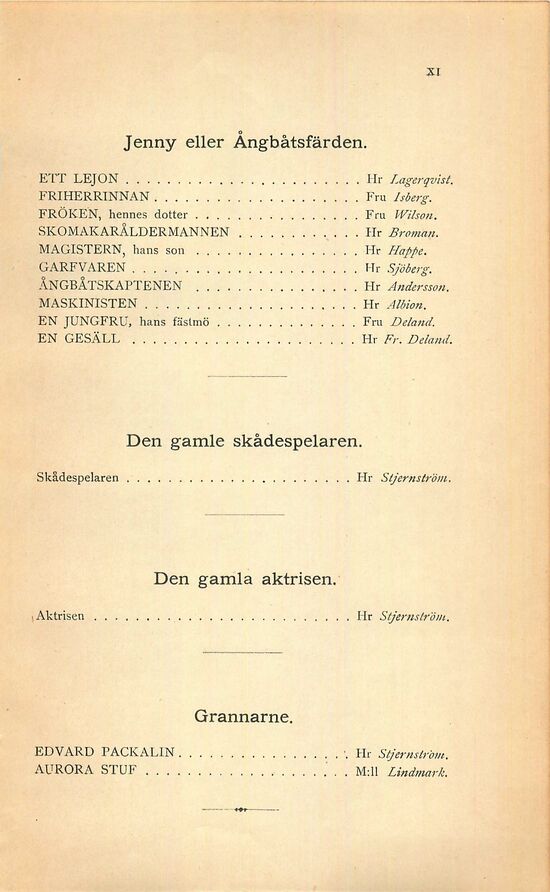 XI
Jenny eller Ångbåtsfärden.
ETT LEJON . . . . . . . . . . . . . . . . . . . Hr Lagerqvist.
FRIHERRINNAN . . . . . . . . . . . . . . . . . Fru Isberg.
FRÖKEN, hennes dotter . . . . . . . . . . . . . Fru Wilson.
SKOMAKARÅLDERMANNEN . . . . . . . . . . Hr Broman.
MAGISTERN, hans son . . . . . . . . . . . . . Hr Happe.
GARFVAREN . . . . . . . . . . . . . . . . . . Hr Sjöberg.
ÅNGBÅTSKAPTENEN . . . . . . . . . . . . . Hr Andersson.
MASKINISTEN . . . . . . . . . . . . . . . . . Hr Albion.
EN JUNGFRU, hans fästmö . . . . . . . . . . . Fru Deland.
EN GESÄLL . . . . . . . . . . . . . . . . . . Hr Fr. Deland.
Den gamle skådespelaren.
Skådespelaren . . . . . . . . . . . . . . . . . . Hr Stjernström.
Den gamla aktrisen.
Aktrisen . . . . . . . . . . . . . . . . . . . . Hr Stjernström.
Grannarne.
EDVARD PACKALIN . . . . . . . . . . . . . . Hr Stjernström.
AURORA STUF . . . . . . . . . . . . . . . . M:ll Lindmark.